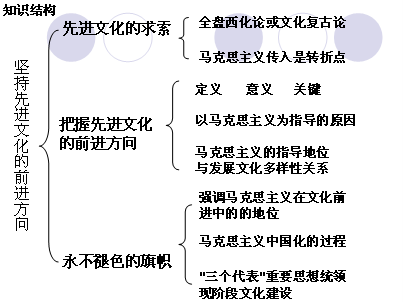 知识结构
坚持先进文化的前进方向
先进文化的求索
全盘西化论或文化复古论
马克思主义传入是转折点
把握先进文化
的前进方向
定义 意义 关键
以马克思主义为指导的原因
马克思主义的指导地位
与发展文化多样性关系
永不褪色的旗帜
强调马克思主义在文化前
进中的的地位
马克思主义中国化的过程
"三个代表"重要思想统领
现阶段文化建设